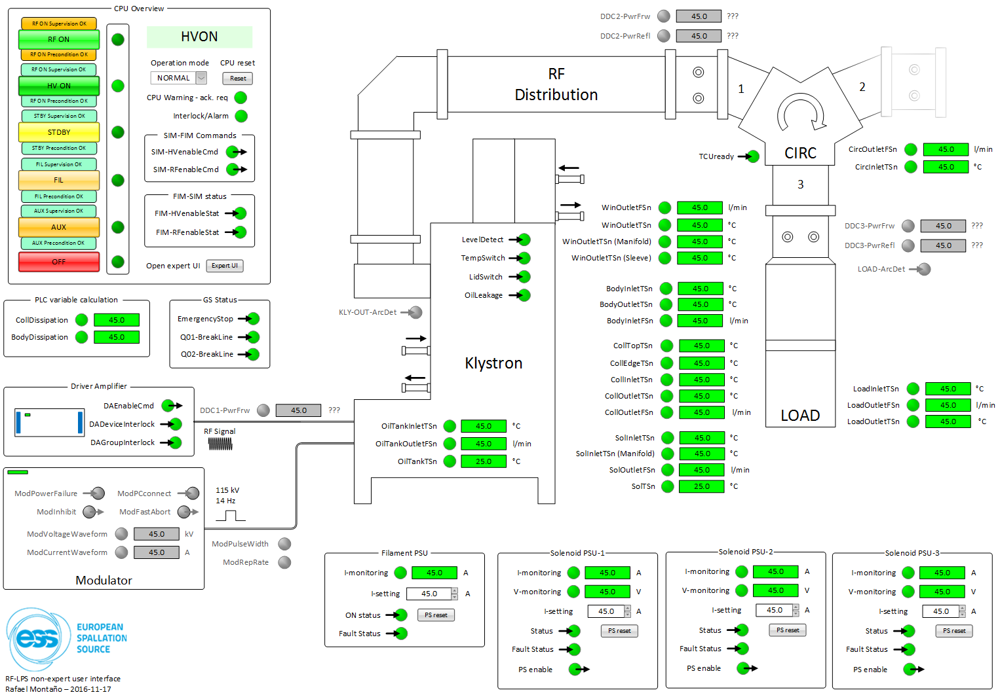 CPU Overview
RF ON Supervision OK
RF ON
RF ON Precondition OK
RF ON Supervision OK
HV ON
RF ON Precondition OK
STBY Supervision OK
STDBY
STBY Precondition OK
FIL Supervision OK
FIL
FIL Precondition OK
AUX Supervision OK
AUX
AUX Precondition OK
OFF
HVON
Operation mode CPU reset
NORMAL Reset
CPU Warning - ack. req
Interlock/Alarm
SIM-FIM Commands
SIM-HVenableCmd
SIM-RFenableCmd
FIM-SIM status
FIM-HVenableStat
FIM-RFenableStat
Open expert UI Expert UI
PLC variable calculation
CollDissipation 45.0
BodyDissipation 45.0
GS Status
EmergencyStop
Q01-BreakLine
Q02-BreakLine
Driver Amplifier
DAEnableCmd
DADeviceInterlock
DAGroupInterlock
DDC1-PwrFrw 45.0 ???
RF Signal
ModPowerFailure ModPCconnect
ModInhibit ModFastAbort
ModVoltageWaveform 45.0 kV
ModCurrentWaveform 45.0 A
Modulator
115 kV
14 Hz
ModPulseWidth
ModRepRate
DDC2-PwrFrw 45.0 ???
DDC2-PwrRefl 45.0 ???
RF
Distribution
1
2
CIRC
3
TCUready
CircOutletFSn 45.0 l/min
CircInletTSn 45.0 °C
DDC3-PwrFrw 45.0 ???
DDC3-PwrRefl 45.0 ???
LOAD-ArcDet
LevelDetect
TempSwitch
LidSwitch
OilLeakage
KLY-OUT-ArcDet
Klystron
OilTankInletTSn 45.0 °C
OilTankOutletFSn 45.0 l/min
OilTankTSn 25.0 °C
WinOutletFSn 45.0 l/min
WinOutletTSn 45.0 °C
WinOutletTSn (Manifold) 45.0 °C
WinOutletTSn (Sleeve) 45.0 °C
BodyInletTSn 45.0 °C
BodyOutletTSn 45.0 °C
BodyInletFSn 45.0 l/min
CollTopTSn 45.0 °C
CollEdgeTSn 45.0 °C
CollInletTSn 45.0 °C
CollOutletTSn 45.0 °C
CollOutletFSn 45.0 l/min
SolInletTSn 45.0 °C
SolInletTSn (Manifold) 45.0 °C
SolOutletFSn 45.0 l/min
SolTSn 25.0 °C
LOAD
LoadInletTSn 45.0 °C
LoadOutletFSn 45.0 l/min
LoadOutletTSn 45.0 °C
Filament PSU
I-monitoring 45.0 A
I-setting 45.0 A
ON status PS reset
Fault Status
Solenoid PSU-1
I-monitoring 45.0 A
V-monitoring 45.0 V
I-setting 45.0 A
Status PS reset
Fault Status
PS enable
Solenoid PSU-2
I-monitoring 45.0 A
V-monitoring 45.0 V
I-setting 45.0 A
Status PS reset
Fault Status
PS enable
Solenoid PSU-3
I-monitoring 45.0 A
V-monitoring 45.0 V
I-setting 45.0 A
Status PS reset
Fault Status
PS enable
ess
EUROPEAN
SPALLATION
SOURCE
RF-LPS non-expert user interface
Rafael Montaño – 2016-11-17